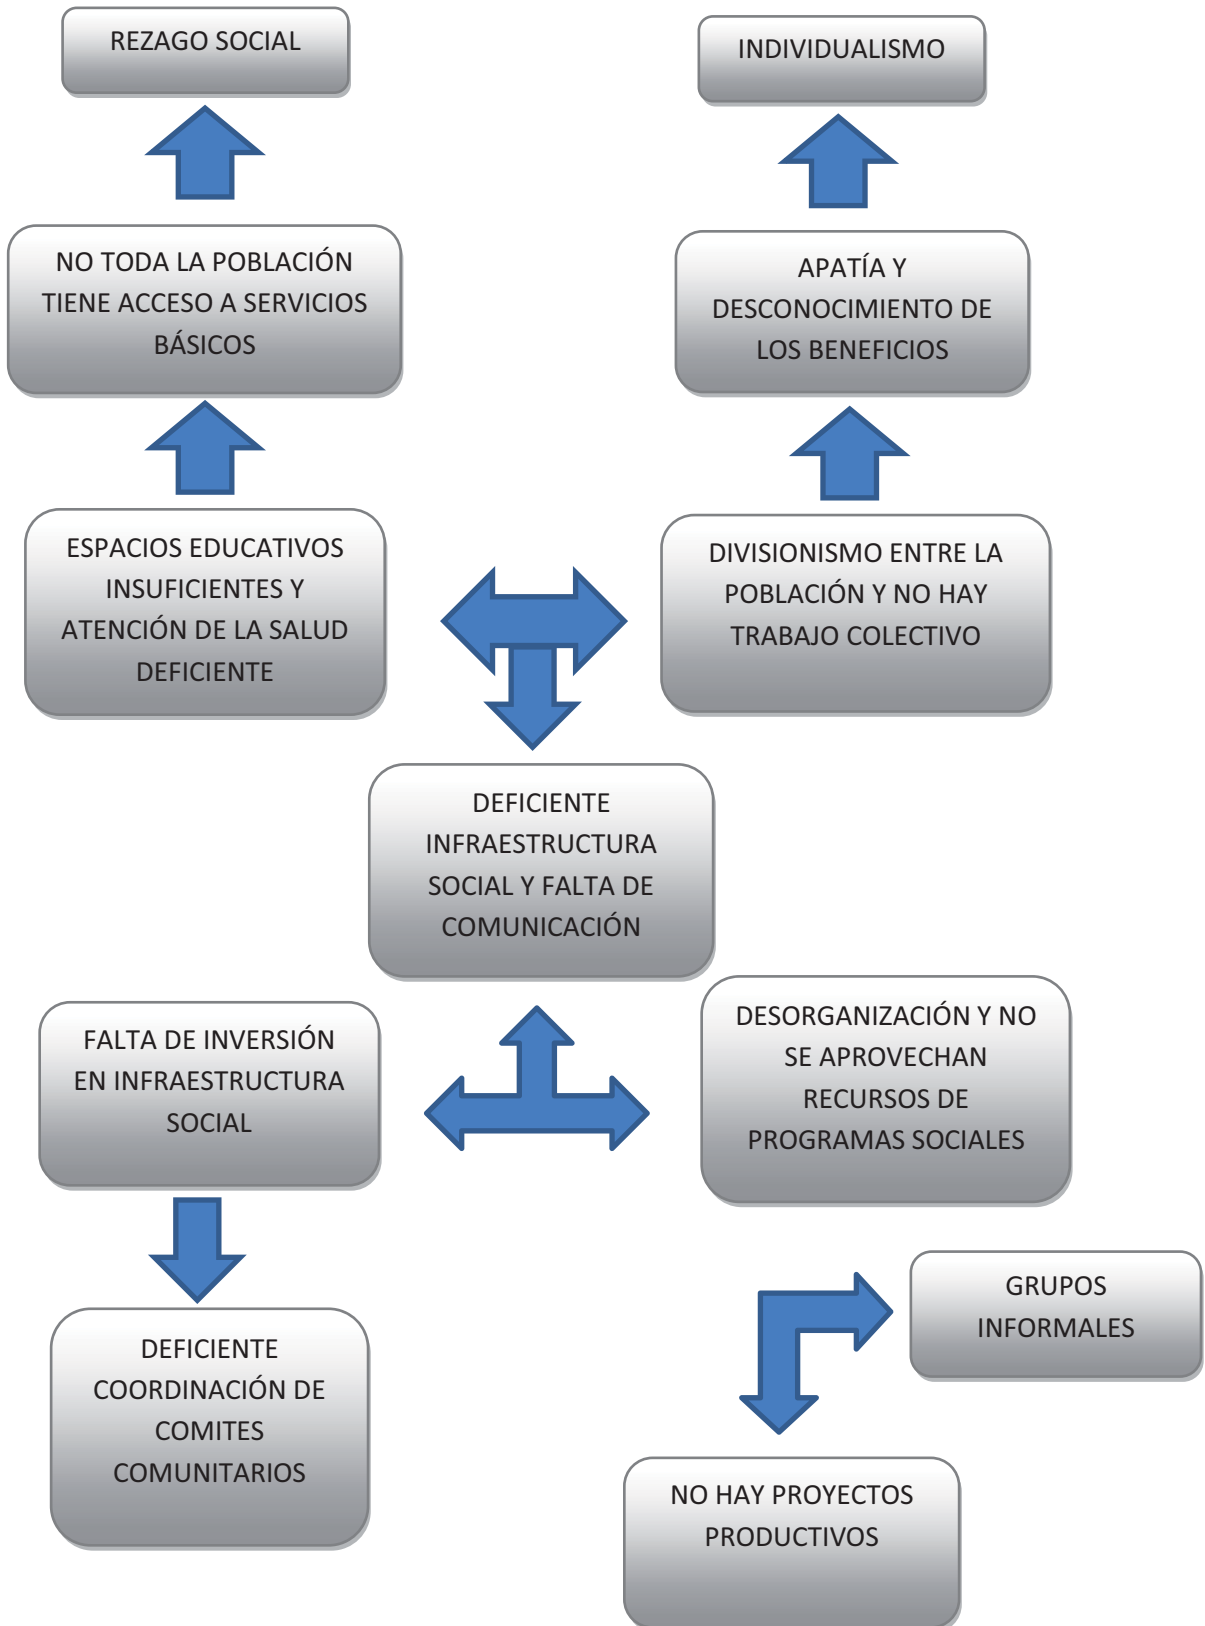 REZAGO SOCIAL
INDIVIDUALISMO
NO TODA LA POBLACIÓN
TIENE ACCESO A SERVICIOS
BÁSICOS
APATÍA Y
DESCONOCIMIENTO DE
LOS BENEFICIOS
ESPACIOS EDUCATIVOS
INSUFICIENTES Y
ATENCIÓN DE LA SALUD
DEFICIENTE
DIVISIONISMO ENTRE LA
POBLACIÓN Y NO HAY
TRABAJO COLECTIVO
DEFICIENTE
INFRAESTRUCTURA
SOCIAL Y FALTA DE
COMUNICACIÓN
FALTA DE INVERSIÓN
EN INFRAESTRUCTURA
SOCIAL
DESORGANIZACIÓN Y NO
SE APROVECHAN
RECURSOS DE
PROGRAMAS SOCIALES
GRUPOS
INFORMALES
DEFICIENTE
COORDINACIÓN DE
COMITES
COMUNITARIOS
NO HAY PROYECTOS
PRODUCTIVOS